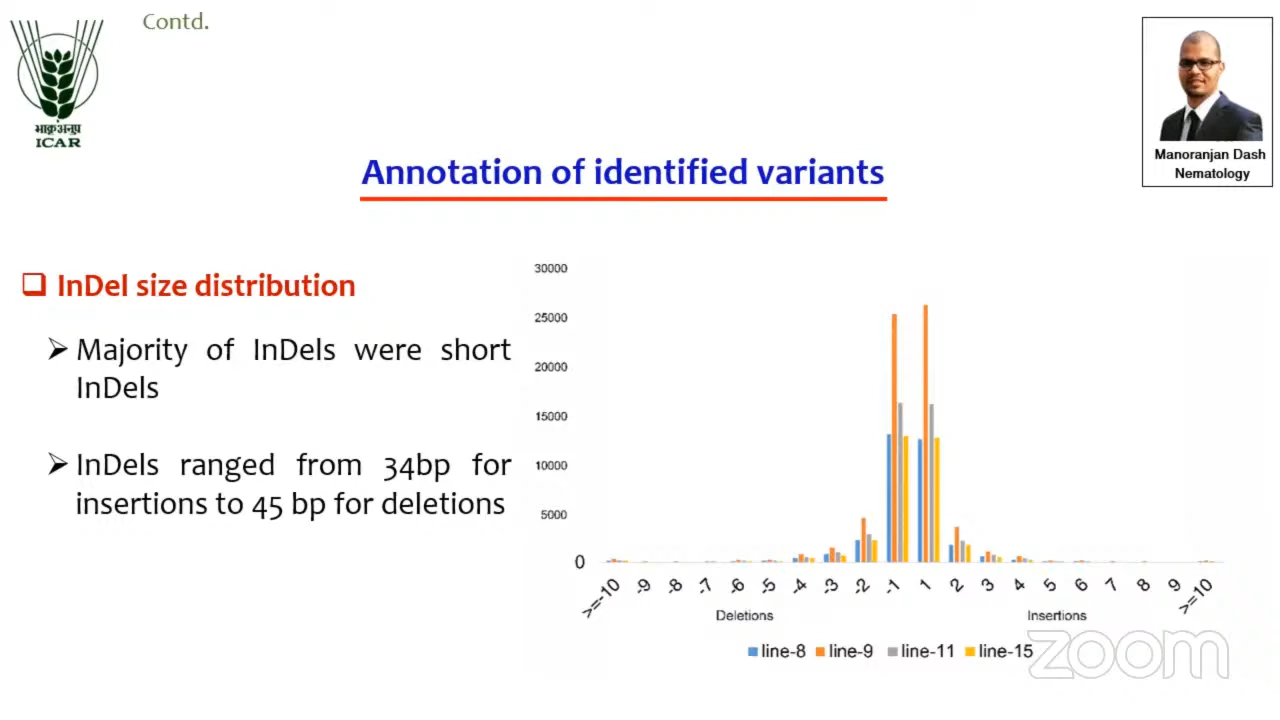 Contd.
भाकृअनुप
ICAR
Manoranjan Dash
Nematology
Annotation of identified variants
InDel size distribution
Majority of InDels were short
InDels
InDels ranged from 34bp for
insertions to 45 bp for deletions
30000
25000
20000
15000
10000
5000
0
>=-10 -9 -8 -7 -6 -5 -4 -3 -2 -1 1 2 3 4 5 6 7 8 9 >=10
Deletions Insertions
line-8 line-9 line-11 line-15
zoom